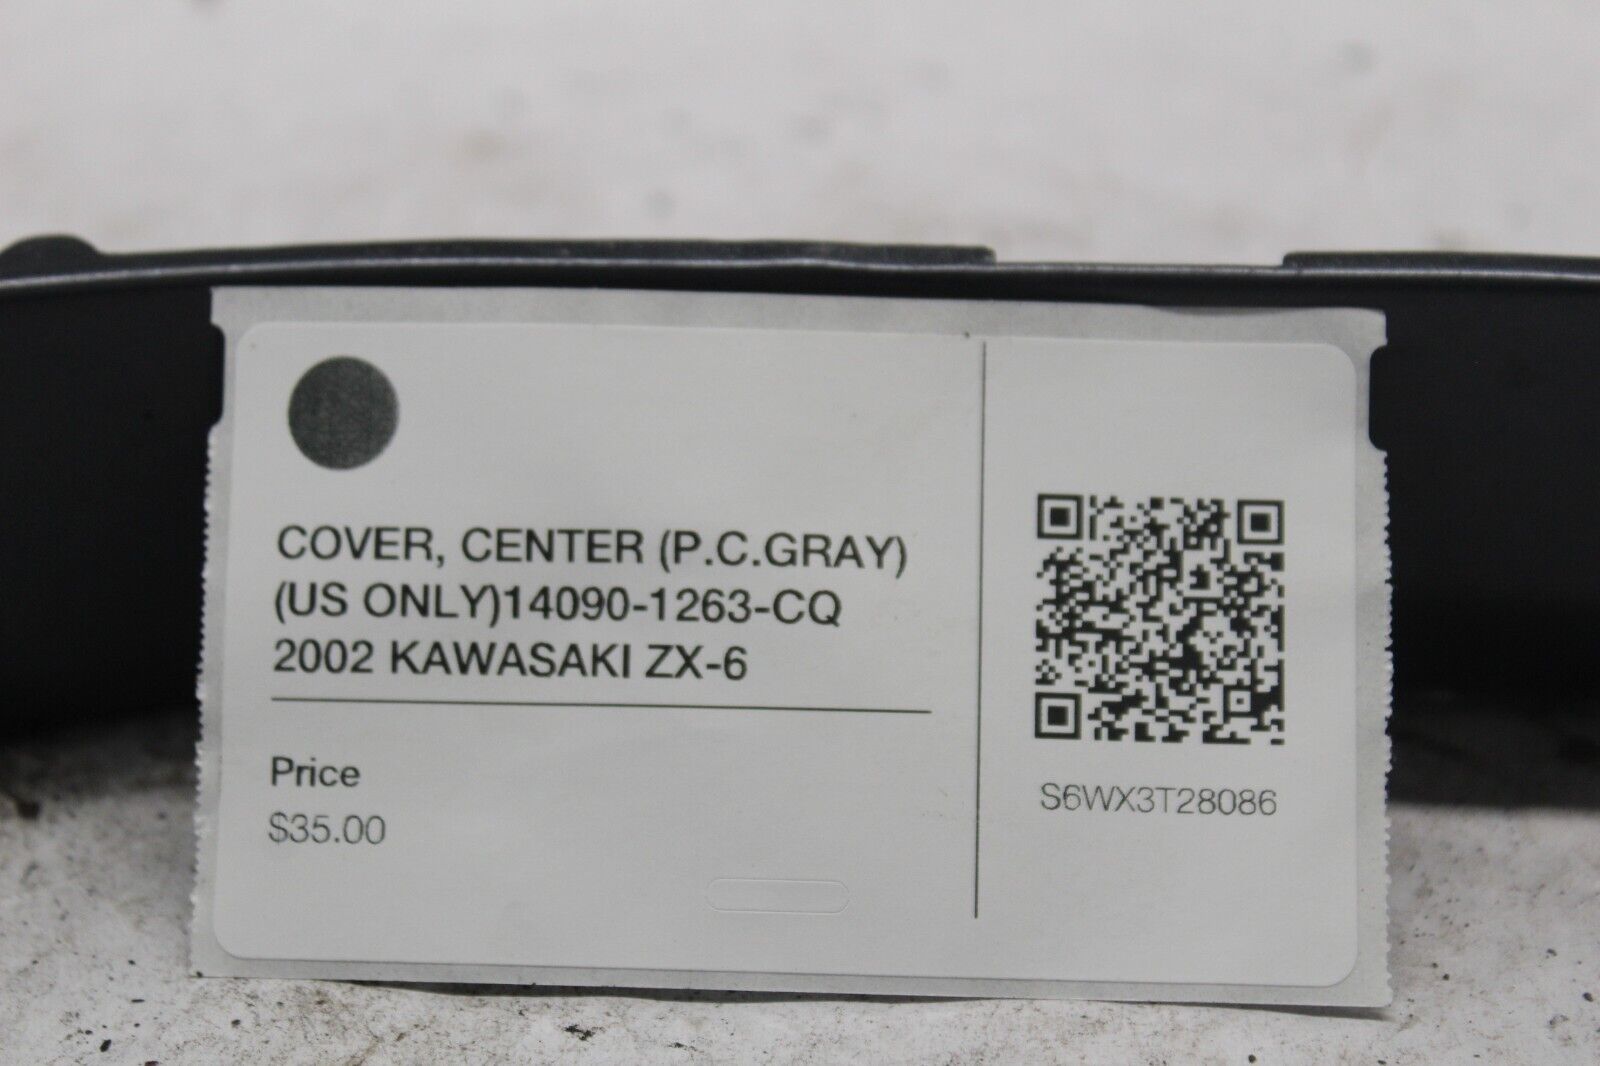 COVER, CENTER (P.C.GRAY)
(US ONLY)14090-1263-CQ
2002 KAWASAKI ZX-6
Price
$35.00
S6WX3T28086